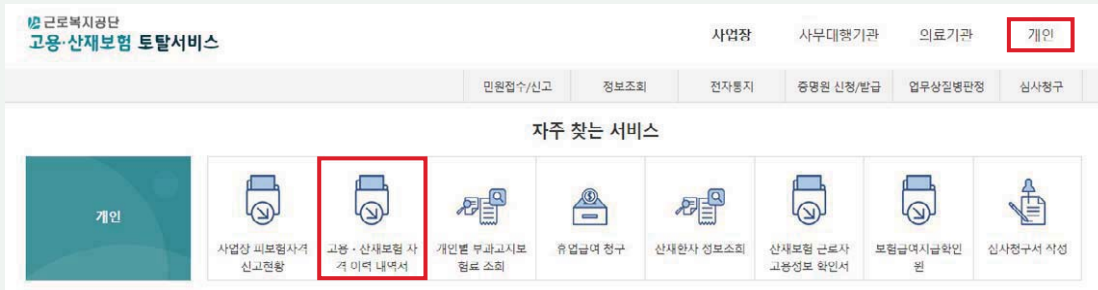 근로복지공단
고용·산재보험 토탈서비스
사업장 사무대행기관 의료기관 개인
민원접수/신고 정보조회 전자통지 증명원 신청/발급 업무상질병판정 심사청구
자주 찾는 서비스
개인
사업장 피보험자격
신고현황
고용·산재보험 자
격 이력 내역서
개인별 부과고지보
험료 조회
휴업급여 청구
산재환자 정보조회
산재보험 근로자
고용정보 확인서
보험급여지급확인
원
심사청구서 작성